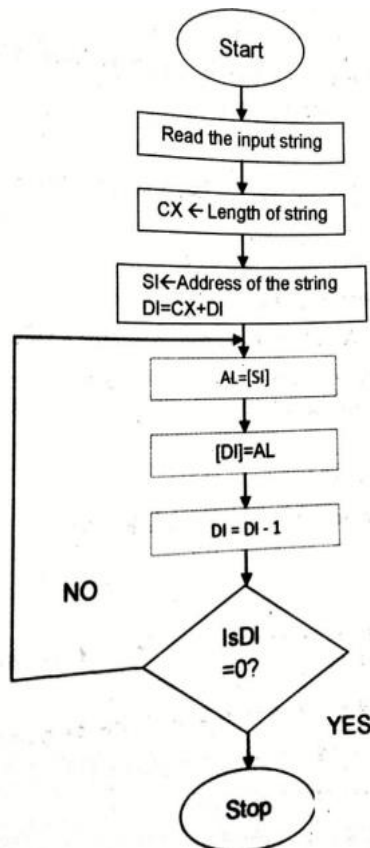 Start
Read the input string
CX ← Length of string
SI←Address of the string
DI=CX+DI
AL=[SI]
[DI]=AL
DI = DI - 1
NO
IsDI
=0?
YES
Stop